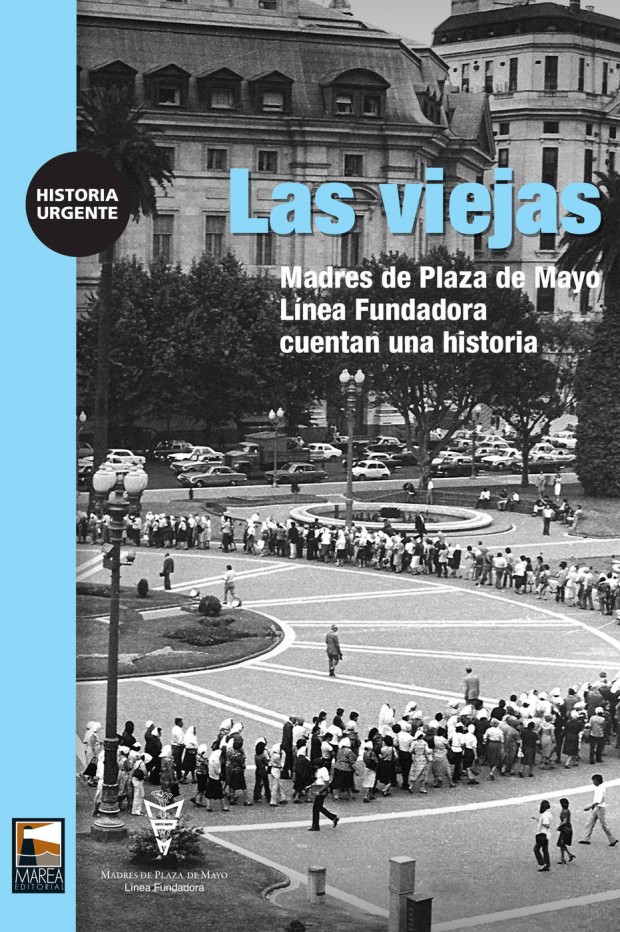 HISTORIA
URGENTE
Las viejas
Madres de Plaza de Mayo
Línea Fundadora
cuentan una historia
MAREA
EDITORIAL
MADRES DE PLAZA DE MAYO
Línea Fundadora